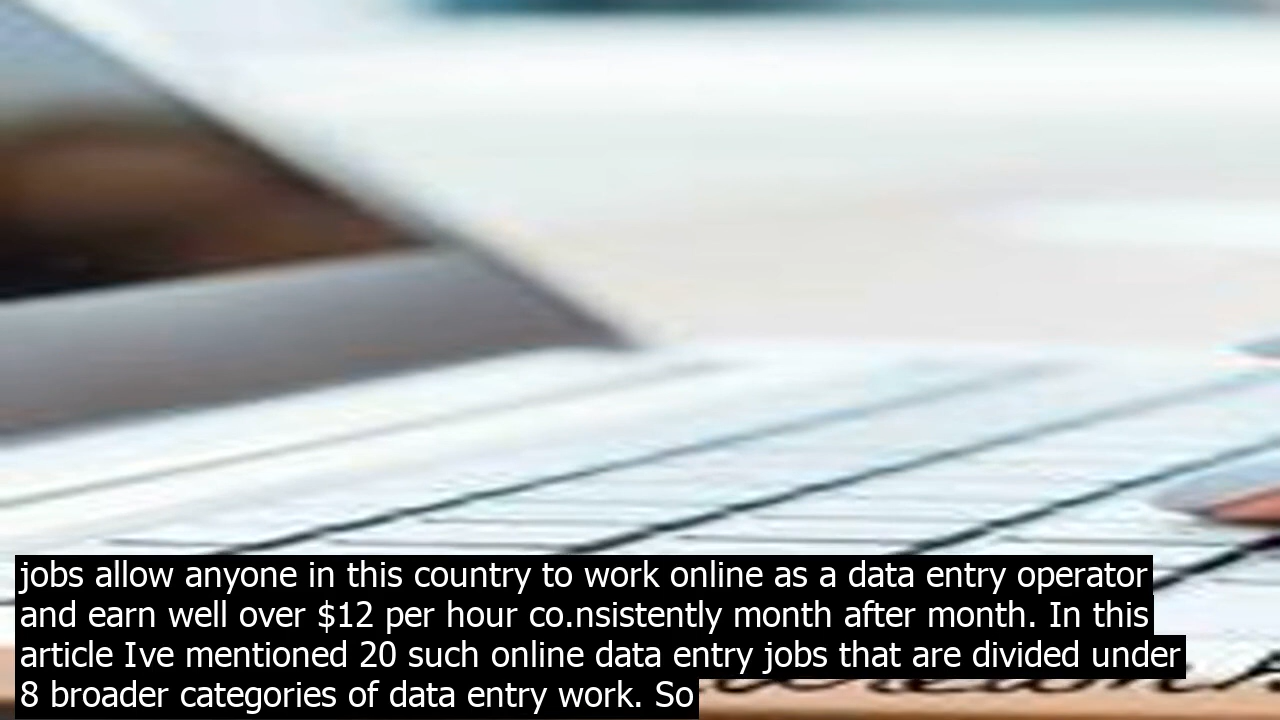 jobs allow anyone in this country to work online as a data entry operator
and earn well over $12 per hour co.nsistently month after month. In this
article Ive mentioned 20 such online data entry jobs that are divided under
8 broader categories of data entry work. So